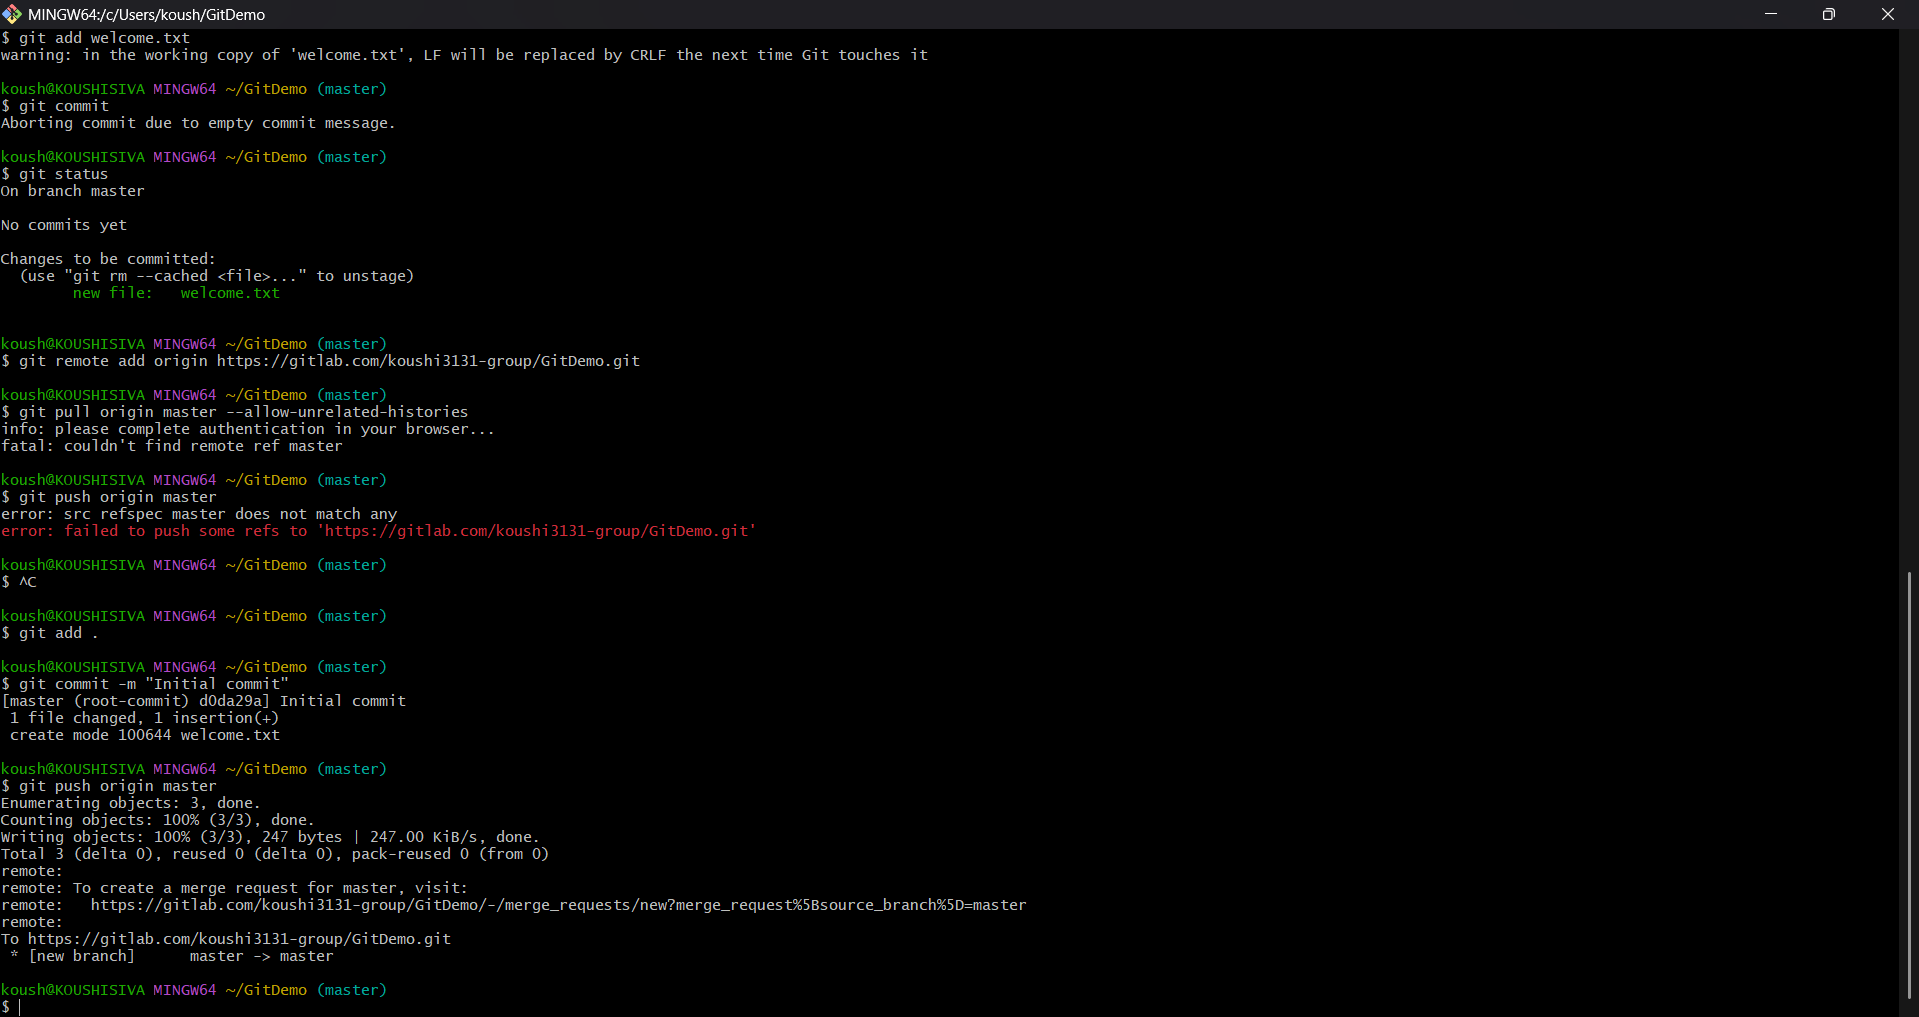 MINGW64:/c/Users/koush/GitDemo
$ git add welcome.txt
warning: in the working copy of 'welcome.txt', LF will be replaced by CRLF the next time Git touches it
koush@KOUSHISIVA MINGW64 ~/GitDemo (master)
$ git commit
Aborting commit due to empty commit message.
koush@KOUSHISIVA MINGW64 ~/GitDemo (master)
$ git status
On branch master
No commits yet
Changes to be committed:
  (use "git rm --cached <file>..." to unstage)
        new file:   welcome.txt
koush@KOUSHISIVA MINGW64 ~/GitDemo (master)
$ git remote add origin https://gitlab.com/koushi3131-group/GitDemo.git
koush@KOUSHISIVA MINGW64 ~/GitDemo (master)
$ git pull origin master --allow-unrelated-histories
info: please complete authentication in your browser...
fatal: couldn't find remote ref master
koush@KOUSHISIVA MINGW64 ~/GitDemo (master)
$ git push origin master
error: src refspec master does not match any
error: failed to push some refs to 'https://gitlab.com/koushi3131-group/GitDemo.git'
koush@KOUSHISIVA MINGW64 ~/GitDemo (master)
$ ^C
koush@KOUSHISIVA MINGW64 ~/GitDemo (master)
$ git add .
koush@KOUSHISIVA MINGW64 ~/GitDemo (master)
$ git commit -m "Initial commit"
[master (root-commit) d0da29a] Initial commit
 1 file changed, 1 insertion(+)
 create mode 100644 welcome.txt
koush@KOUSHISIVA MINGW64 ~/GitDemo (master)
$ git push origin master
Enumerating objects: 3, done.
Counting objects: 100% (3/3), done.
Writing objects: 100% (3/3), 247 bytes | 247.00 KiB/s, done.
Total 3 (delta 0), reused 0 (delta 0), pack-reused 0 (from 0)
remote:
remote: To create a merge request for master, visit:
remote:   https://gitlab.com/koushi3131-group/GitDemo/-/merge_requests/new?merge_request%5Bsource_branch%5D=master
remote:
To https://gitlab.com/koushi3131-group/GitDemo.git
 * [new branch]      master -> master
koush@KOUSHISIVA MINGW64 ~/GitDemo (master)
$